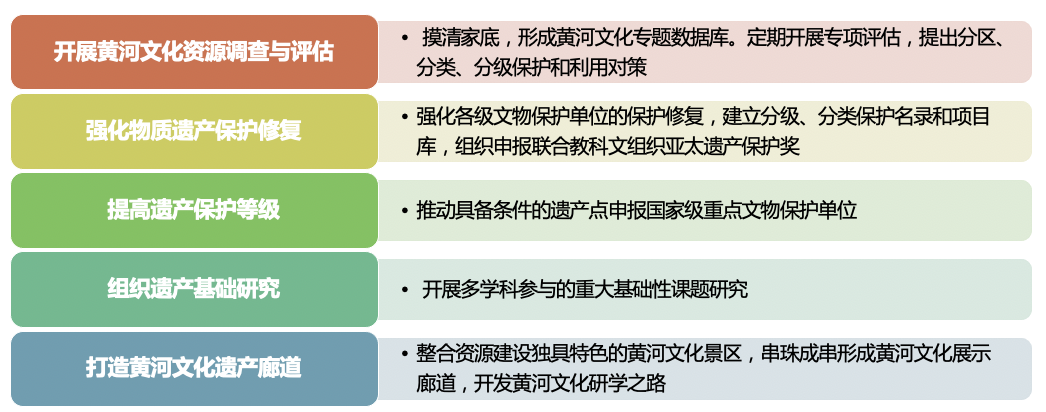 开展黄河文化资源调查与评估
• 摸清家底，形成黄河文化专题数据库。定期开展专项评估，提出分区、
分类、分级保护和利用对策
强化物质遗产保护修复
• 强化各级文物保护单位的保护修复，建立分级、分类保护名录和项目
库，组织申报联合教科文组织亚太遗产保护奖
提高遗产保护等级
• 推动具备条件的遗产点申报国家级重点文物保护单位
组织遗产基础研究
• 开展多学科参与的重大基础性课题研究
打造黄河文化遗产廊道
• 整合资源建设独具特色的黄河文化景区，串珠成串形成黄河文化展示
廊道，开发黄河文化研学之路